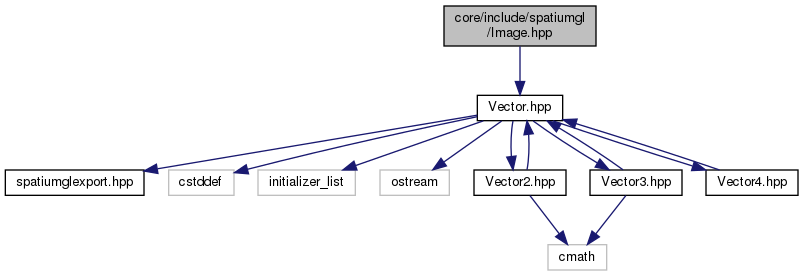 core/include/spatiumgl
/Image.hpp
Vector.hpp
spatiumglexport.hpp
cstddef
initializer_list
ostream
Vector2.hpp
Vector3.hpp
Vector4.hpp
cmath